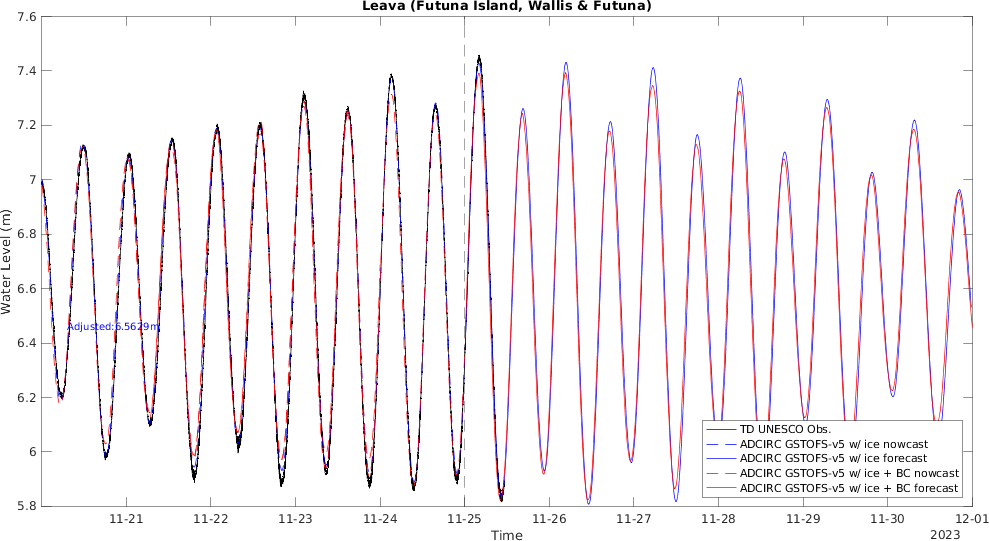 Leava (Futuna Island, Wallis & Futuna)
7.6
7.4
7.2
7
6.8
6.6
6.4
6.2
6
5.8
Water Level (m)
Adjusted:6.5629m
TD UNESCO Obs.
ADCIRC GSTOFS-v5 w/ ice nowcast
ADCIRC GSTOFS-v5 w/ ice forecast
ADCIRC GSTOFS-v5 w/ ice + BC nowcast
ADCIRC GSTOFS-v5 w/ ice + BC forecast
11-21 11-22 11-23 11-24 11-25 11-26 11-27 11-28 11-29 11-30 12-01
Time
2023